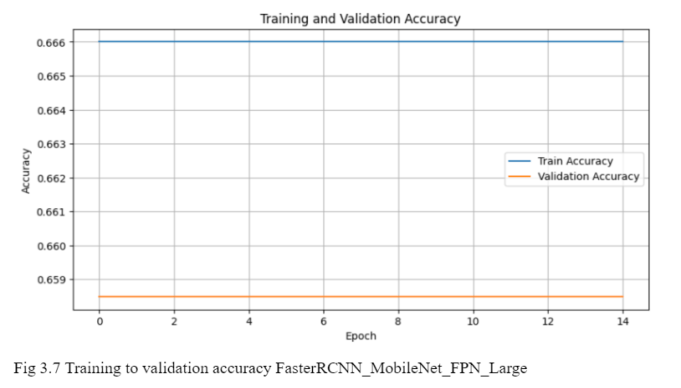 Training and Validation Accuracy
0.666
0.665
0.664
0.663
0.662
0.661
0.660
0.659
Accuracy
Train Accuracy
Validation Accuracy
0 2 4 6 8 10 12 14
Epoch
Fig 3.7 Training to validation accuracy FasterRCNN_MobileNet_FPN_Large